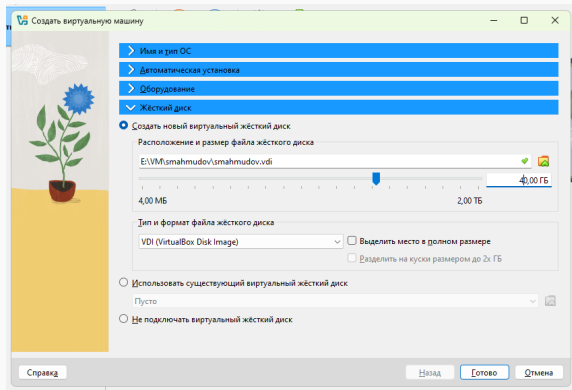 Создать виртуальную машину
Имя и тип ОС
Автоматическая установка
Оборудование
Жёсткий диск
Создать новый виртуальный жёсткий диск
Расположение и размер файла жёсткого диска
E:\VM\smahmudov\smahmudov.vdi
40,00 ГБ
4,00 МБ 2,00 ТБ
Тип и формат файла жёсткого диска
VDI (VirtualBox Disk Image) Выделить место в полном размере
Разделить на куски размером до 2х ГБ
Использовать существующий виртуальный жёсткий диск
Пусто
Не подключать виртуальный жёсткий диск
Справка Назад Готово Отмена